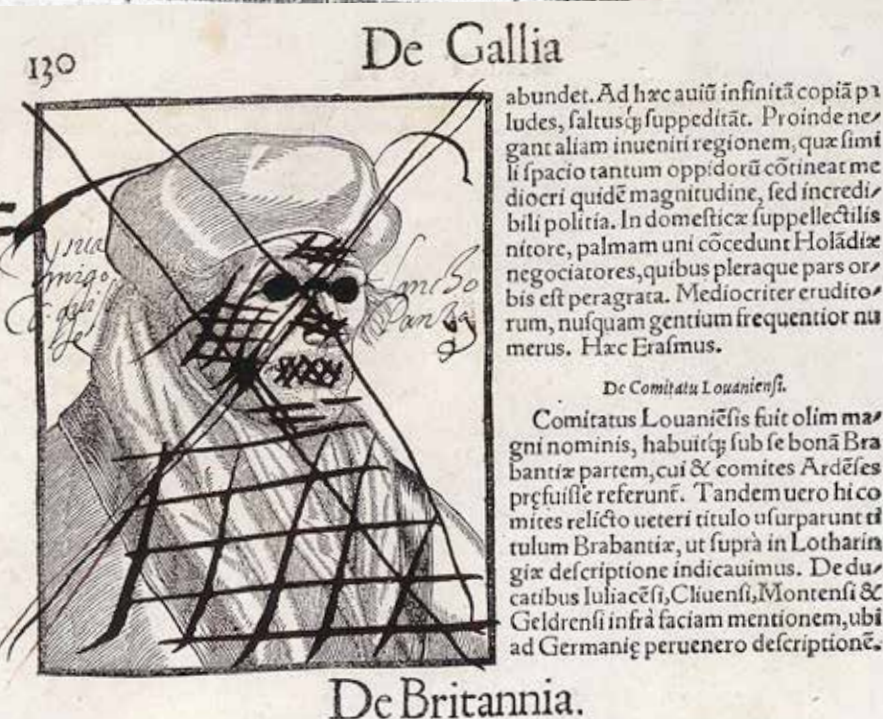 130
De Gallia
abundet. Ad hæc auiũ infinitã copiã pa
ludes, saltusq́ꝫ suppeditãt. Proinde ne⸗
gant aliam inueniri regionem, quæ simi
li spacio tantum oppidorũ cõtineat me
diocri quidẽ magnitudine, sed incredi⸗
bili politia. In domesticæ suppellectilis
nitore, palmam uni cõcedunt Holãdiæ
negociatores, quibus pleraque pars or⸗
bis est peragrata. Mediocriter erudito⸗
rum, nusquam gentium frequentior nu
merus. Hæc Erasmus.
De Comitatu Louaniensi.
Comitatus Louaniẽsis fuit olim ma⸗
gni nominis, habuitq́ꝫ sub se bonã Bra
bantiæ partem, cui & comites Ardẽses
pręfuisse referunt̃. Tandem uero hi co
mites relicto ueteri titulo usurparunt ti
tulum Brabantiæ, ut suprà in Lotharin
giæ descriptione indicauimus. De du⸗
catibus Iuliacẽsi, Cliuensi, Montensi &
Geldrensi infrà faciam mentionem, ubi
ad Germanię peruenero descriptionẽ.
y su a
migo
Sancho
Panza
De Britannia.